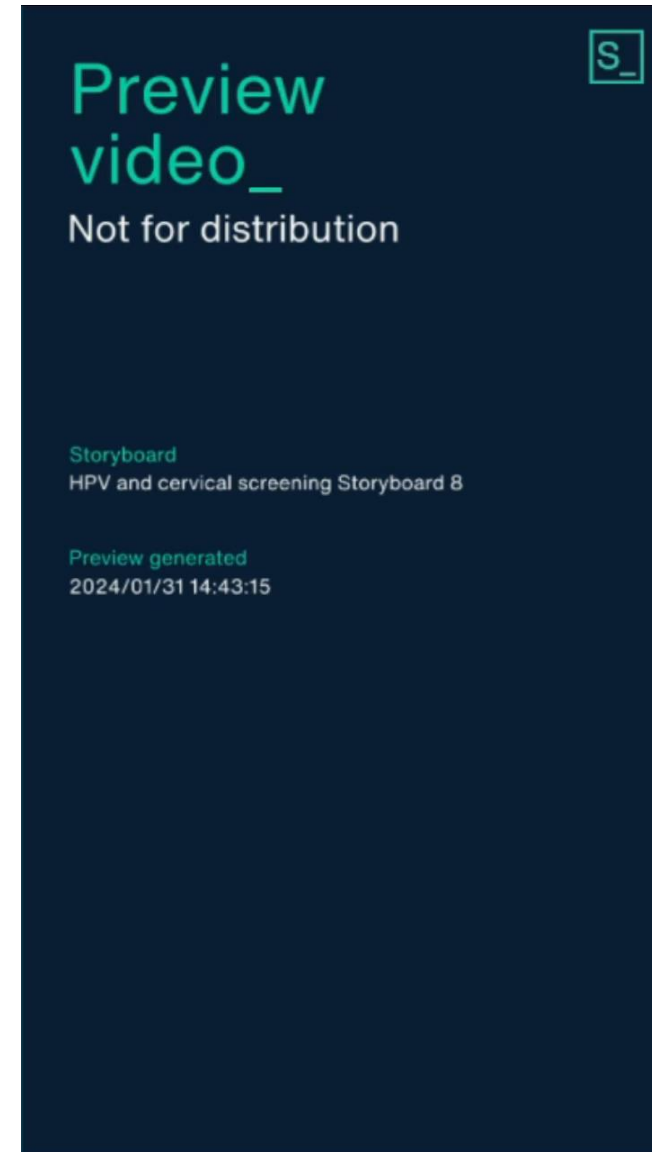 Preview
video_
S_
Not for distribution
Storyboard
HPV and cervical screening Storyboard 8
Preview generated
2024/01/31 14:43:15